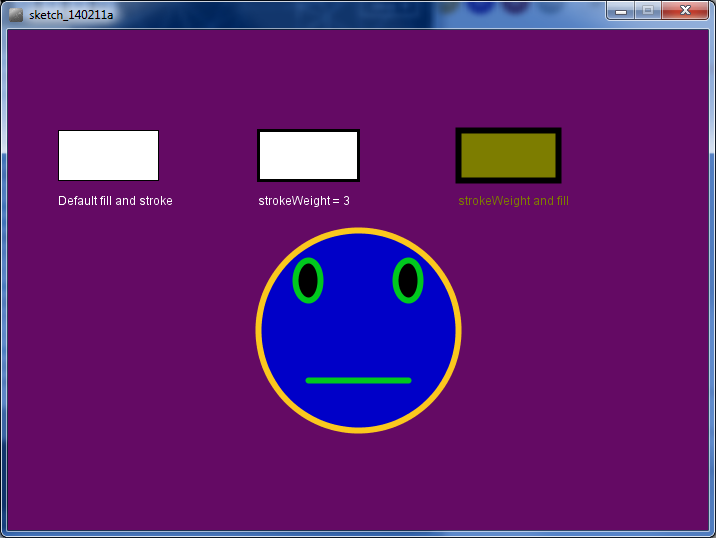 sketch_140211a
Default fill and stroke
strokeWeight = 3
strokeWeight and fill